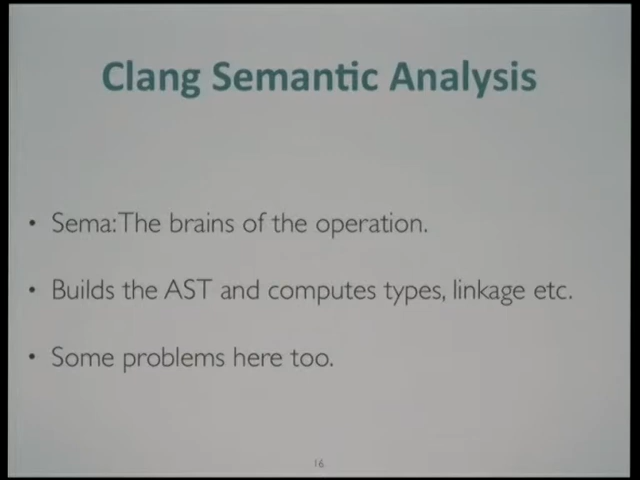 Clang Semantic Analysis
• Sema: The brains of the operation.
• Builds the AST and computes types, linkage etc.
• Some problems here too.
16